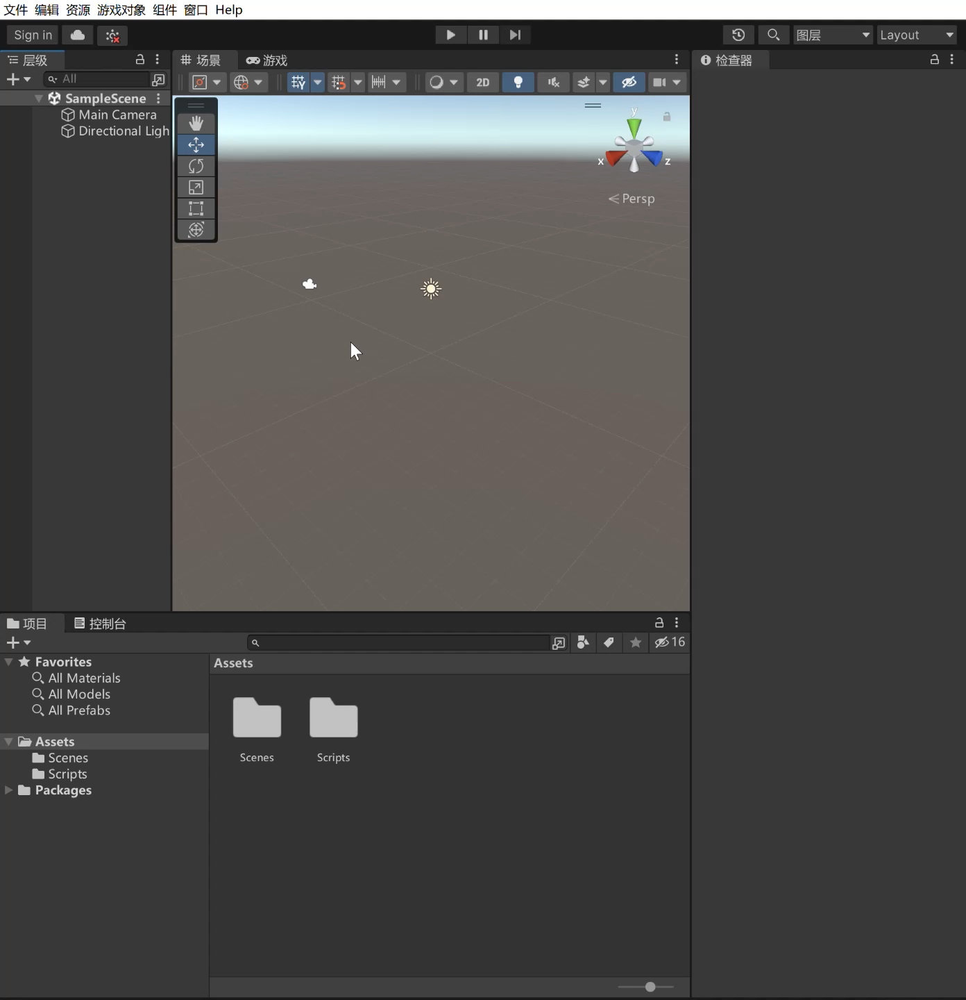 文件 编辑 资源 游戏对象 组件 窗口 Help
Sign in 图层 Layout
层级 场景 游戏 检查器
All 2D
SampleScene
Main Camera
Directional Ligh
y
x z
Persp
项目 控制台
16
Favorites
All Materials
All Models
All Prefabs
Assets
Scenes
Scripts
Packages
Assets
Scenes Scripts